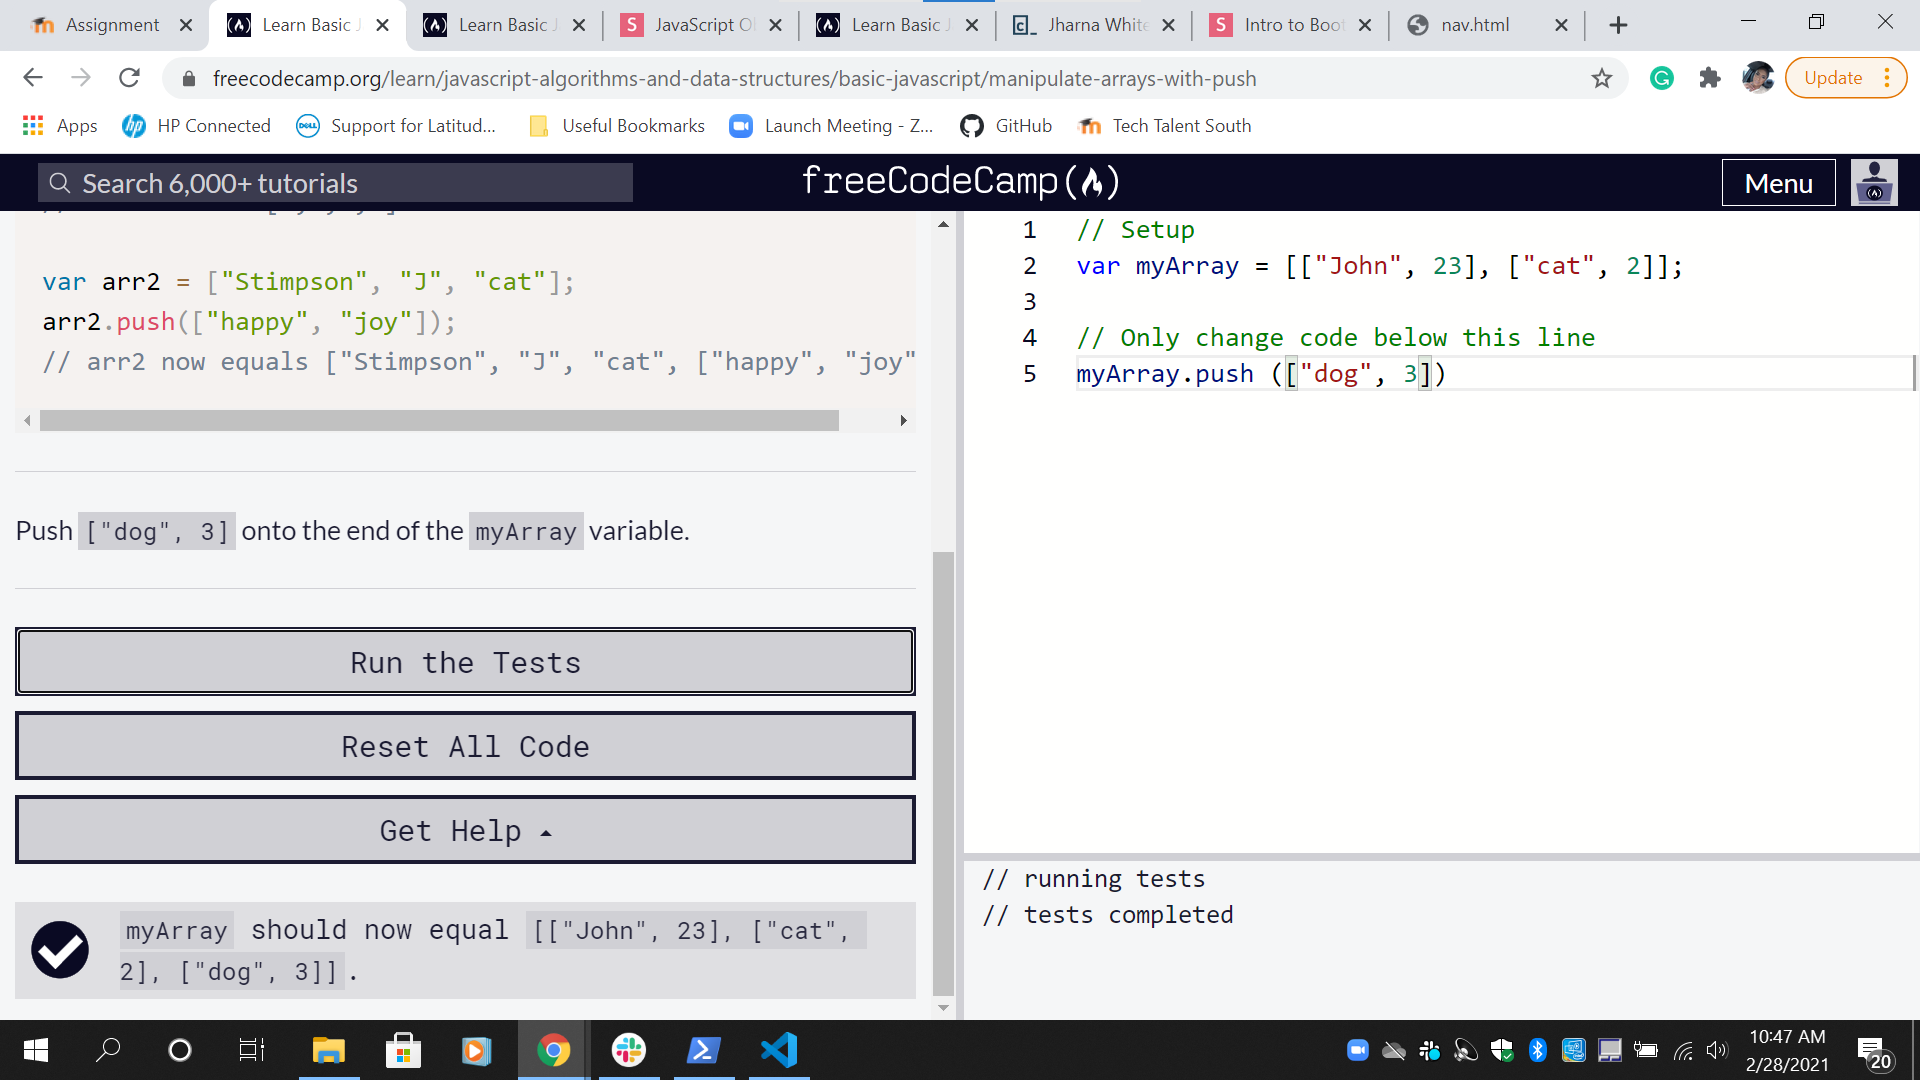 Assignment
Learn Basic J
Learn Basic J
JavaScript O
Learn Basic J
Jharna White
Intro to Boot
nav.html
freecodecamp.org/learn/javascript-algorithms-and-data-structures/basic-javascript/manipulate-arrays-with-push
Update
Apps
HP Connected
Support for Latitud...
Useful Bookmarks
Launch Meeting - Z...
GitHub
Tech Talent South
Search 6,000+ tutorials
freeCodeCamp
Menu
var arr2 = ["Stimpson", "J", "cat"];
arr2.push(["happy", "joy"]);
// arr2 now equals ["Stimpson", "J", "cat", ["happy", "joy"
Push ["dog", 3] onto the end of the myArray variable.
Run the Tests
Reset All Code
Get Help
myArray should now equal [["John", 23], ["cat",
2], ["dog", 3]].
1 // Setup
2 var myArray = [["John", 23], ["cat", 2]];
3
4 // Only change code below this line
5 myArray.push (["dog", 3])
// running tests
// tests completed
10:47 AM
2/28/2021
20